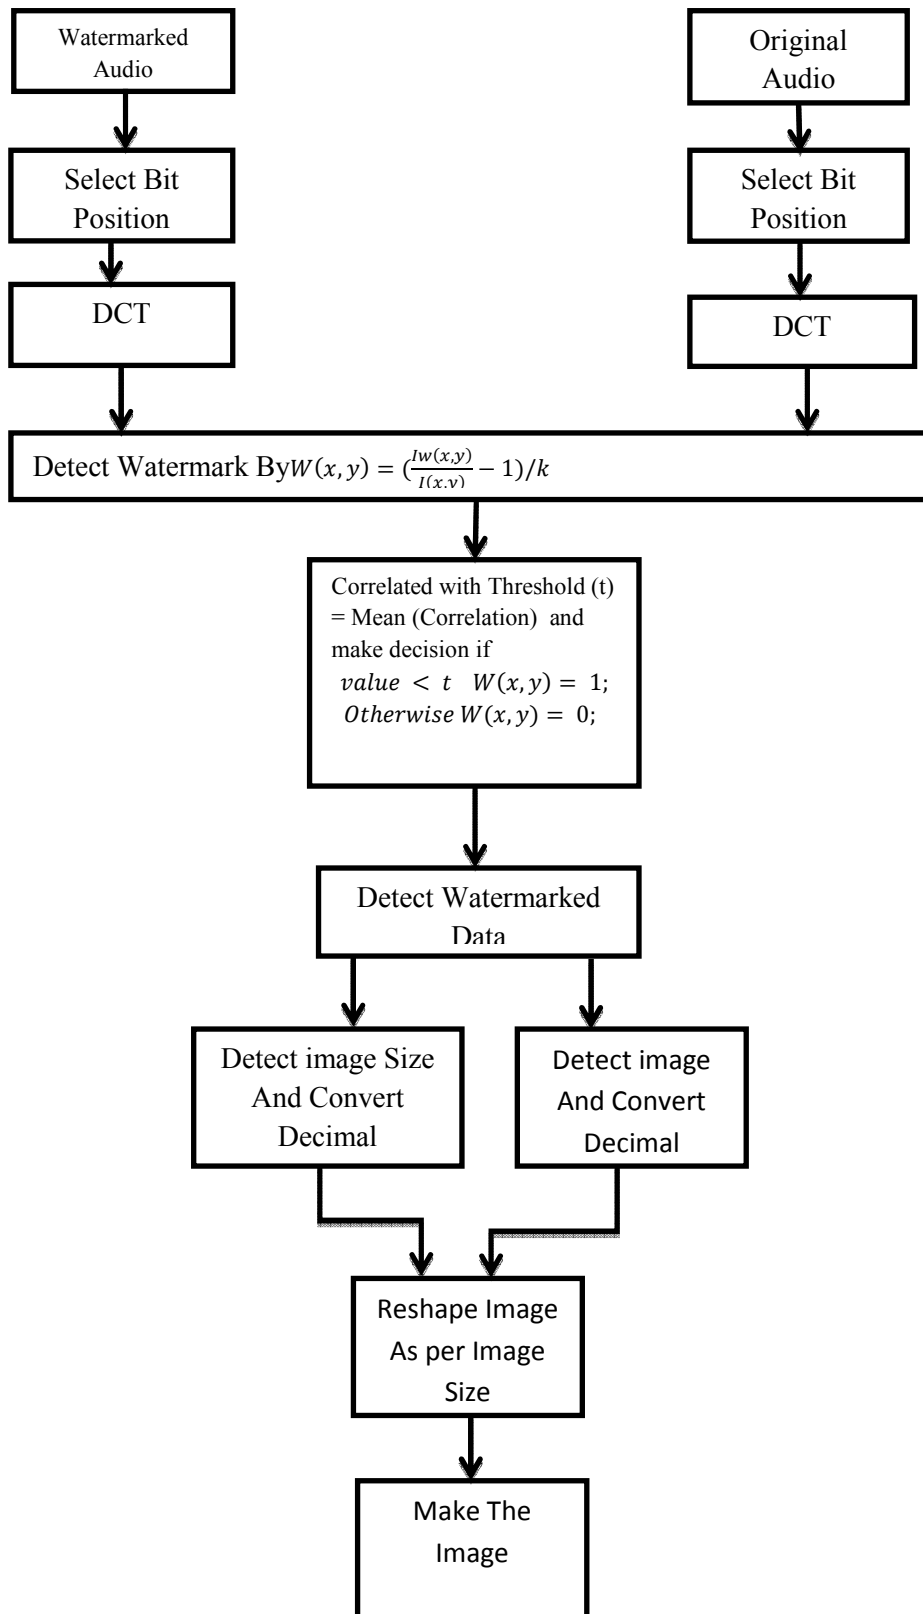 Watermarked
Audio
Original
Audio
Select Bit
Position
Select Bit
Position
DCT
DCT
Detect Watermark By𝑊(𝑥, 𝑦) = (𝐼𝑤(𝑥,𝑦)/𝐼(𝑥,𝑦) − 1)/𝑘
Correlated with Threshold (t)
= Mean (Correlation) and
make decision if
𝑣𝑎𝑙𝑢𝑒 < 𝑡 𝑊(𝑥, 𝑦) = 1;
𝑂𝑡ℎ𝑒𝑟𝑤𝑖𝑠𝑒 𝑊(𝑥, 𝑦) = 0;
Detect Watermarked
Data
Detect image Size
And Convert
Decimal
Detect image
And Convert
Decimal
Reshape Image
As per Image
Size
Make The
Image